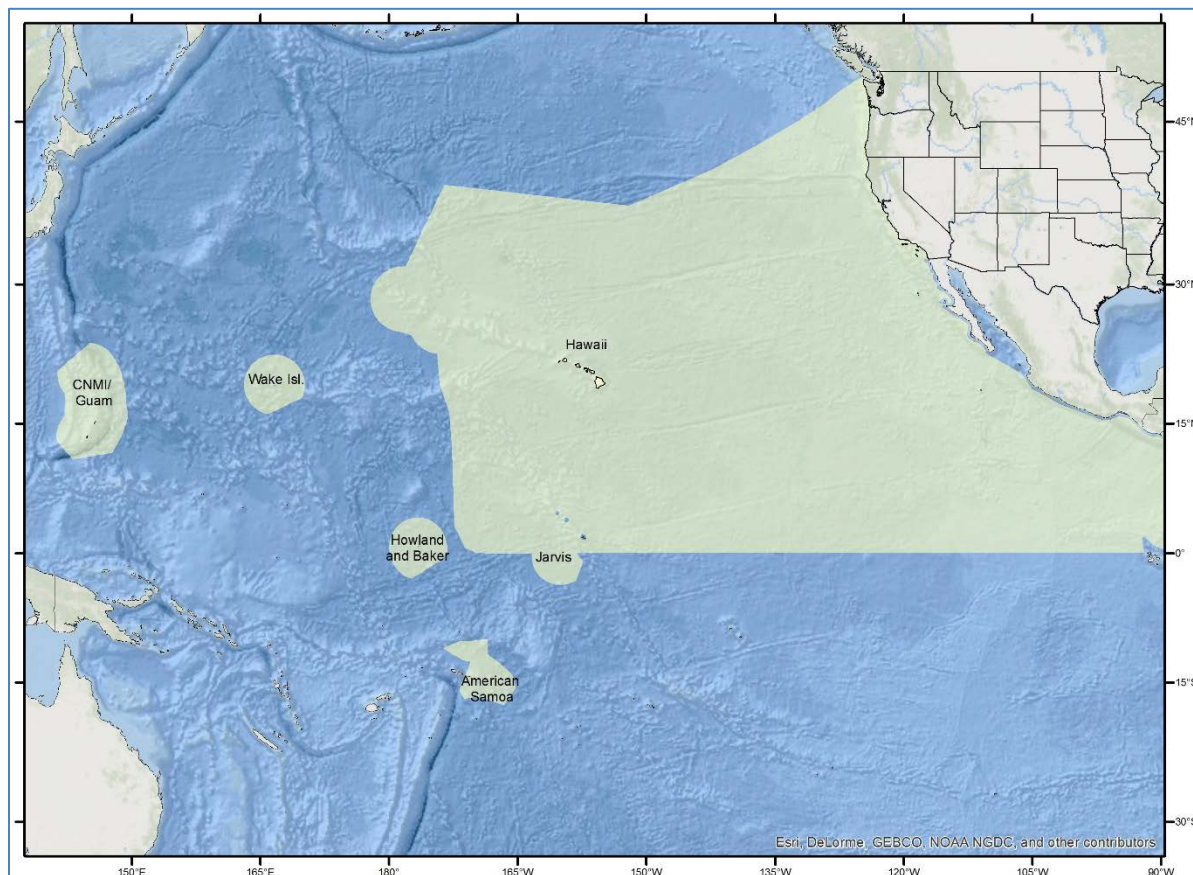 45°N
30°N
Hawaii
Wake Isl.
CNMI/
Guam
15°N
Howland
and Baker
Jarvis
0°
American
Samoa
15°S
30°S
Esri, DeLorme, GEBCO, NOAA NGDC, and other contributors
150°E 165°E 180° 165°W 150°W 135°W 120°W 105°W 90°W